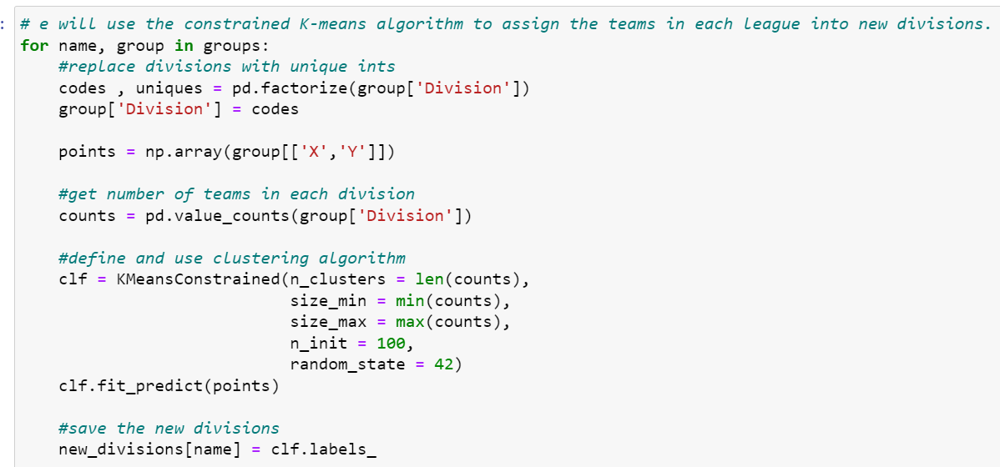 : # e will use the constrained K-means algorithm to assign the teams in each league into new divisions.
for name, group in groups:
    #replace divisions with unique ints
    codes , uniques = pd.factorize(group['Division'])
    group['Division'] = codes

    points = np.array(group[['X','Y']])

    #get number of teams in each division
    counts = pd.value_counts(group['Division'])

    #define and use clustering algorithm
    clf = KMeansConstrained(n_clusters = len(counts),
                            size_min = min(counts),
                            size_max = max(counts),
                            n_init = 100,
                            random_state = 42)
    clf.fit_predict(points)

    #save the new divisions
    new_divisions[name] = clf.labels_